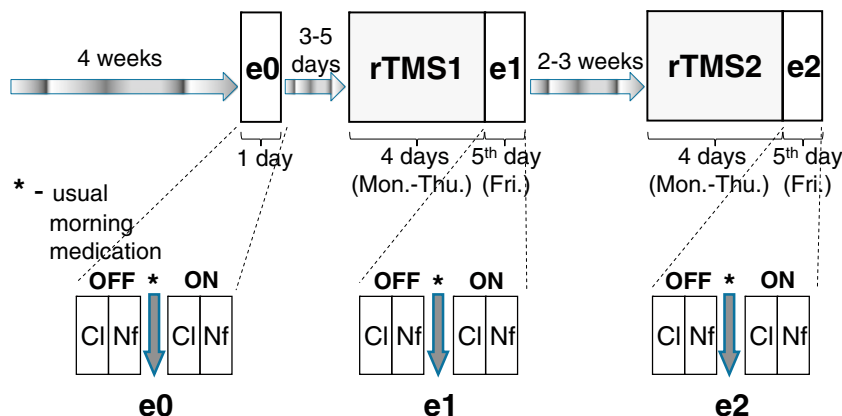 4 weeks
e0
3-5
days
rTMS1
e1
2-3 weeks
rTMS2
e2
1 day
4 days
(Mon.-Thu.)
5th day
(Fri.)
4 days
(Mon.-Thu.)
5th day
(Fri.)
* - usual
morning
medication
OFF * ON
Cl Nf Cl Nf
e0
OFF * ON
Cl Nf Cl Nf
e1
OFF * ON
Cl Nf Cl Nf
e2